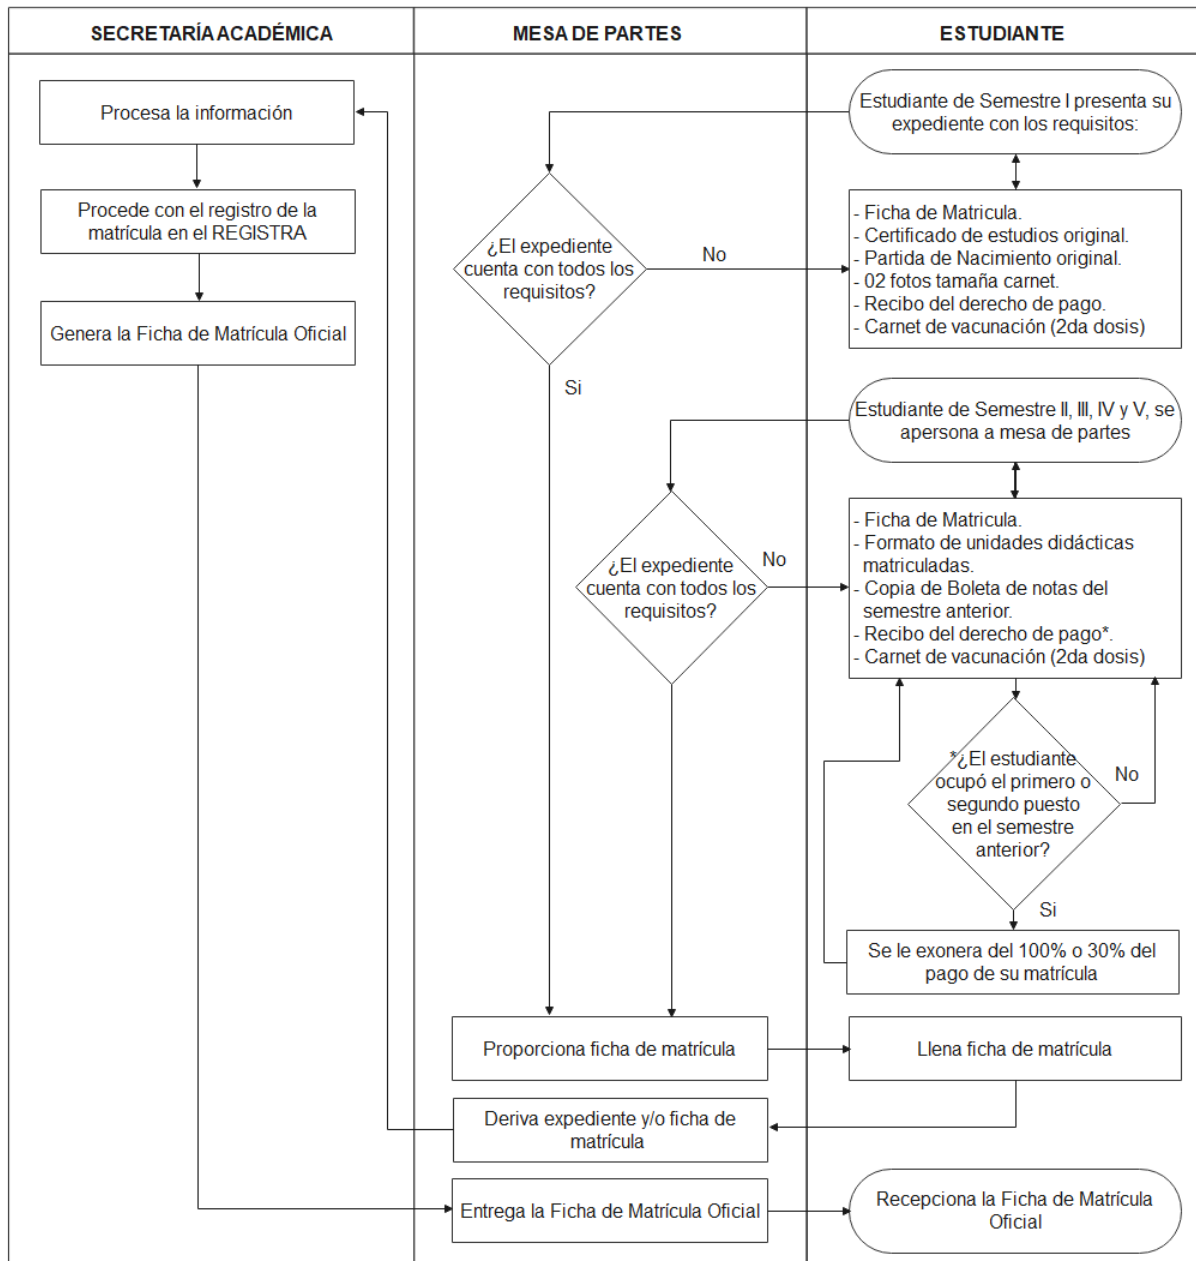 SECRETARÍA ACADÉMICA
MESA DE PARTES
ESTUDIANTE
Procesa la información
Procede con el registro de la
matrícula en el REGISTRA
Genera la Ficha de Matrícula Oficial
¿El expediente
cuenta con todos los
requisitos?
No
Si
Estudiante de Semestre I presenta su
expediente con los requisitos:
- Ficha de Matricula.
- Certificado de estudios original.
- Partida de Nacimiento original.
- 02 fotos tamaña carnet.
- Recibo del derecho de pago.
- Carnet de vacunación (2da dosis)
Estudiante de Semestre II, III, IV y V, se
apersona a mesa de partes
¿El expediente
cuenta con todos los
requisitos?
No
- Ficha de Matricula.
- Formato de unidades didácticas
matriculadas.
- Copia de Boleta de notas del
semestre anterior.
- Recibo del derecho de pago*.
- Carnet de vacunación (2da dosis)
*¿El estudiante
ocupó el primero o
segundo puesto
en el semestre
anterior?
No
Si
Se le exonera del 100% o 30% del
pago de su matrícula
Proporciona ficha de matrícula
Llena ficha de matrícula
Deriva expediente y/o ficha de
matrícula
Entrega la Ficha de Matrícula Oficial
Recepciona la Ficha de Matrícula
Oficial